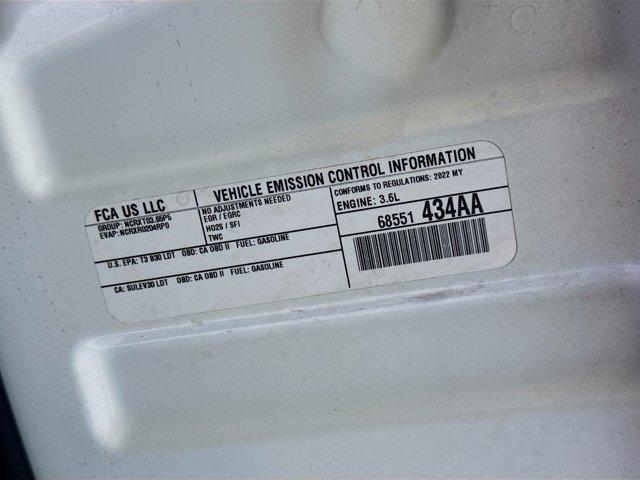 FCA US LLC
GROUP: NCRXT03.65P5
EVAP: NCRXR0204RP0
VEHICLE EMISSION CONTROL INFORMATION
NO ADJUSTMENTS NEEDED
EGR / EGRC
HO2S / SFI
TWC
CONFORMS TO REGULATIONS: 2022 MY
ENGINE: 3.6L
68551 434AA
U.S. EPA: T3 B30 LDT OBD: CA OBD II FUEL: GASOLINE
CA: SULEV30 LDT OBD: CA OBD II FUEL: GASOLINE